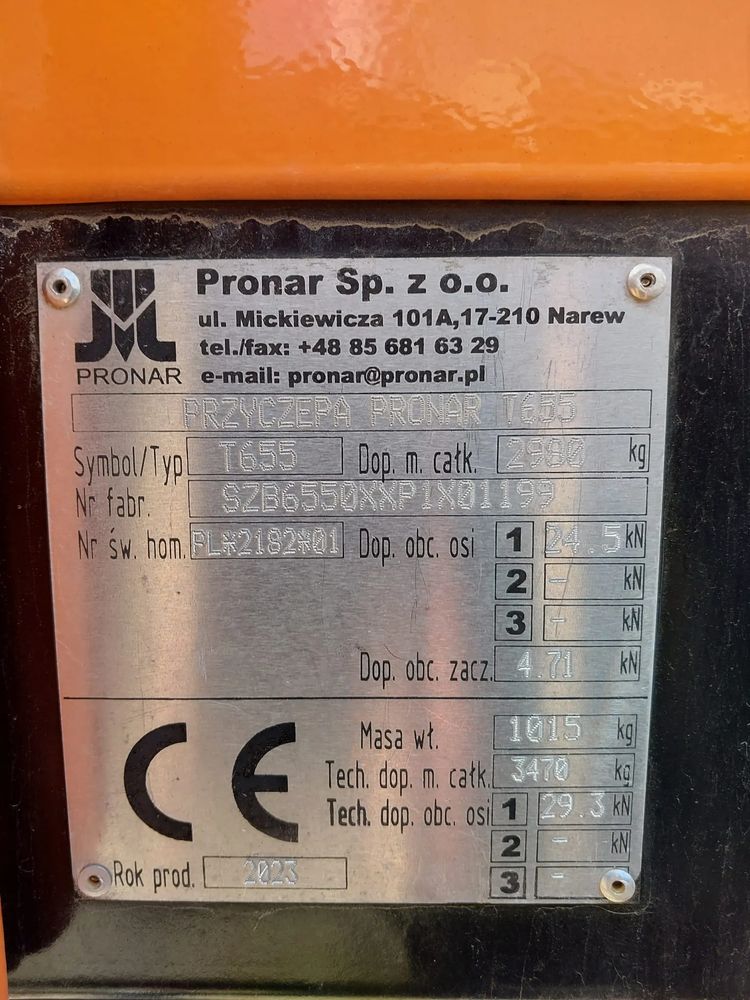 Pronar Sp. z o.o.
ul. Mickiewicza 101A,17-210 Narew
tel./fax: +48 85 681 63 29
PRONAR e-mail: pronar@pronar.pl
PRZYCZEPA PRONAR T655
Symbol/Typ T655 Dop. m. całk. 2980 kg
Nr fabr. SZB6550XXP1X01199
Nr św. hom. PL*2182*01 Dop. obc. osi 1 24.5 kN
2 - kN
3 - kN
Dop. obc. zacz. 4.71 kN
CE
Masa wł. 1015 kg
Tech. dop. m. całk. 3470 kg
Tech. dop. obc. osi 1 29.3 kN
2 - kN
Rok prod. 2023 3 -